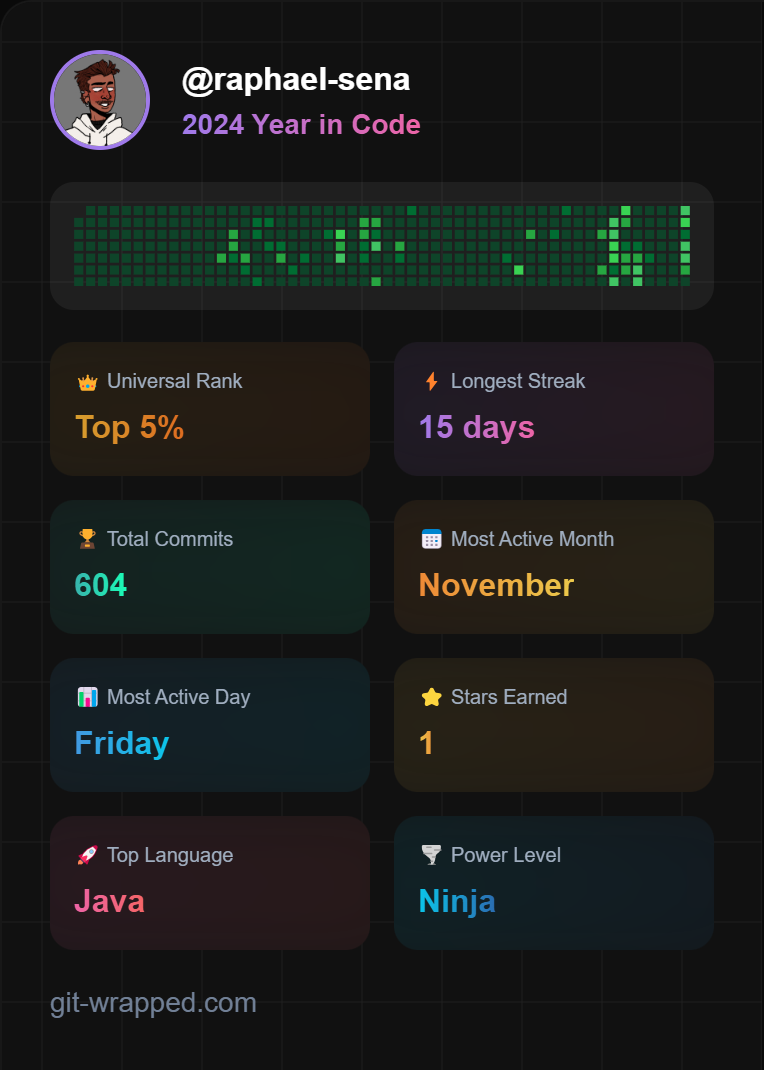 @raphael-sena
2024 Year in Code
Universal Rank
Top 5%
Longest Streak
15 days
Total Commits
604
Most Active Month
November
Most Active Day
Friday
Stars Earned
1
Top Language
Java
Power Level
Ninja
git-wrapped.com